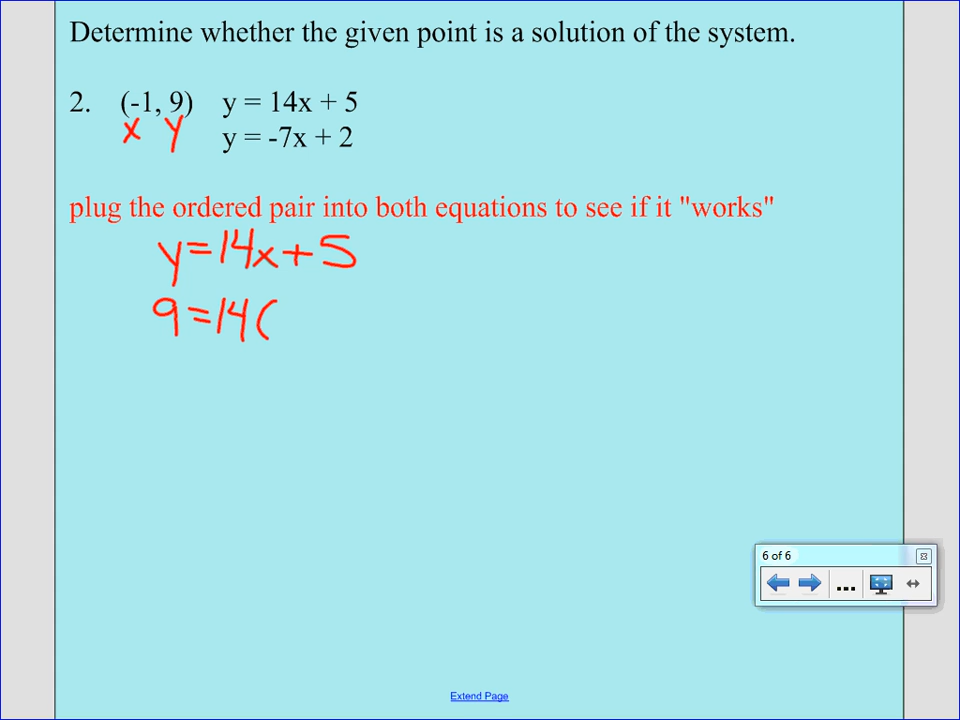 Determine whether the given point is a solution of the system.
2. (-1, 9) y = 14x + 5
x y y = -7x + 2
plug the ordered pair into both equations to see if it "works"
y=14x+5
9=14(
6 of 6
...
Extend Page